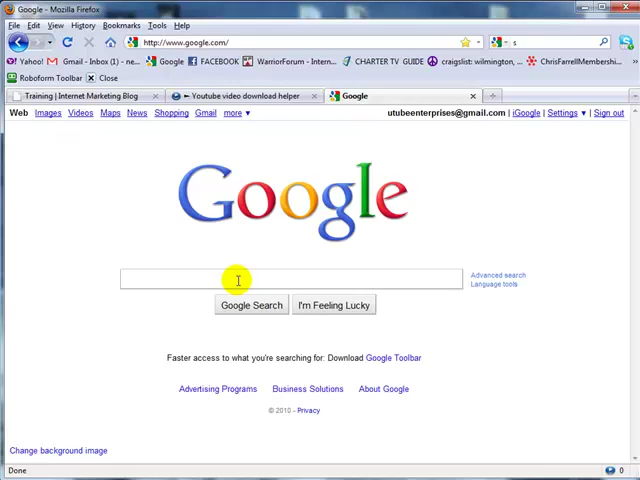 Google - Mozilla Firefox
File Edit View History Bookmarks Tools Help
http://www.google.com/ s
Yahoo! Gmail - Inbox (1) - ne... Google FACEBOOK WarriorForum - Intern... CHARTER TV GUIDE craigslist: wilmington, ... ChrisFarrellMembershi...
Roboform Toolbar Close
Training | Internet Marketing Blog ► Youtube video download helper Google
Web Images Videos Maps News Shopping Gmail more ▼ utubeenterprises@gmail.com | iGoogle | Settings ▼ | Sign out
Google
Advanced search
Language tools
Google Search I'm Feeling Lucky
Faster access to what you're searching for: Download Google Toolbar
Advertising Programs Business Solutions About Google
© 2010 - Privacy
Change background image
Done 0